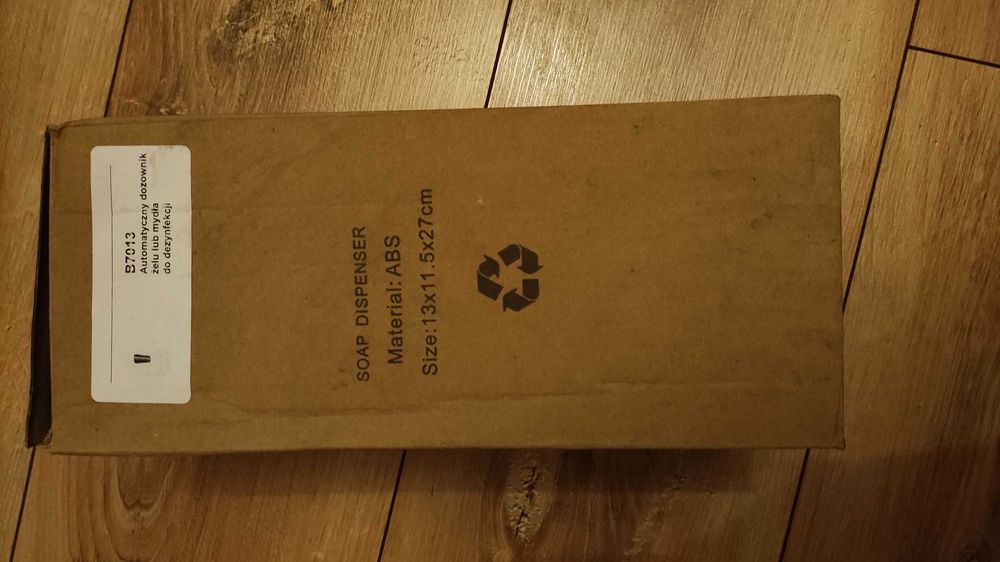 B7013
Automatyczny dozownik
żelu lub mydła
do dezynfekcji
SOAP DISPENSER
Material: ABS
Size:13x11.5x27cm